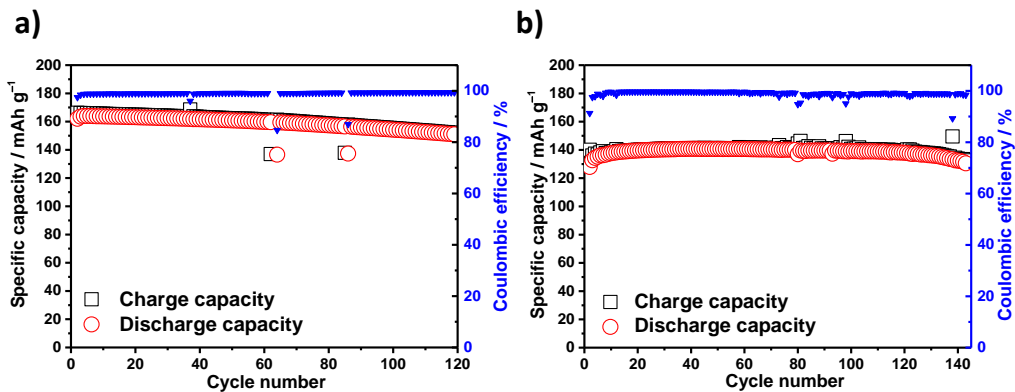 a)
200
180
160
140
120
100
80
60
40
20
0
Specific capacity / mAh g⁻¹
Charge capacity
Discharge capacity
100
80
60
40
20
0
Coulombic efficiency / %
0 20 40 60 80 100 120
Cycle number
b)
200
180
160
140
120
100
80
60
40
20
0
Specific capacity / mAh g⁻¹
Charge capacity
Discharge capacity
100
80
60
40
20
0
Coulombic efficiency / %
0 20 40 60 80 100 120 140
Cycle number